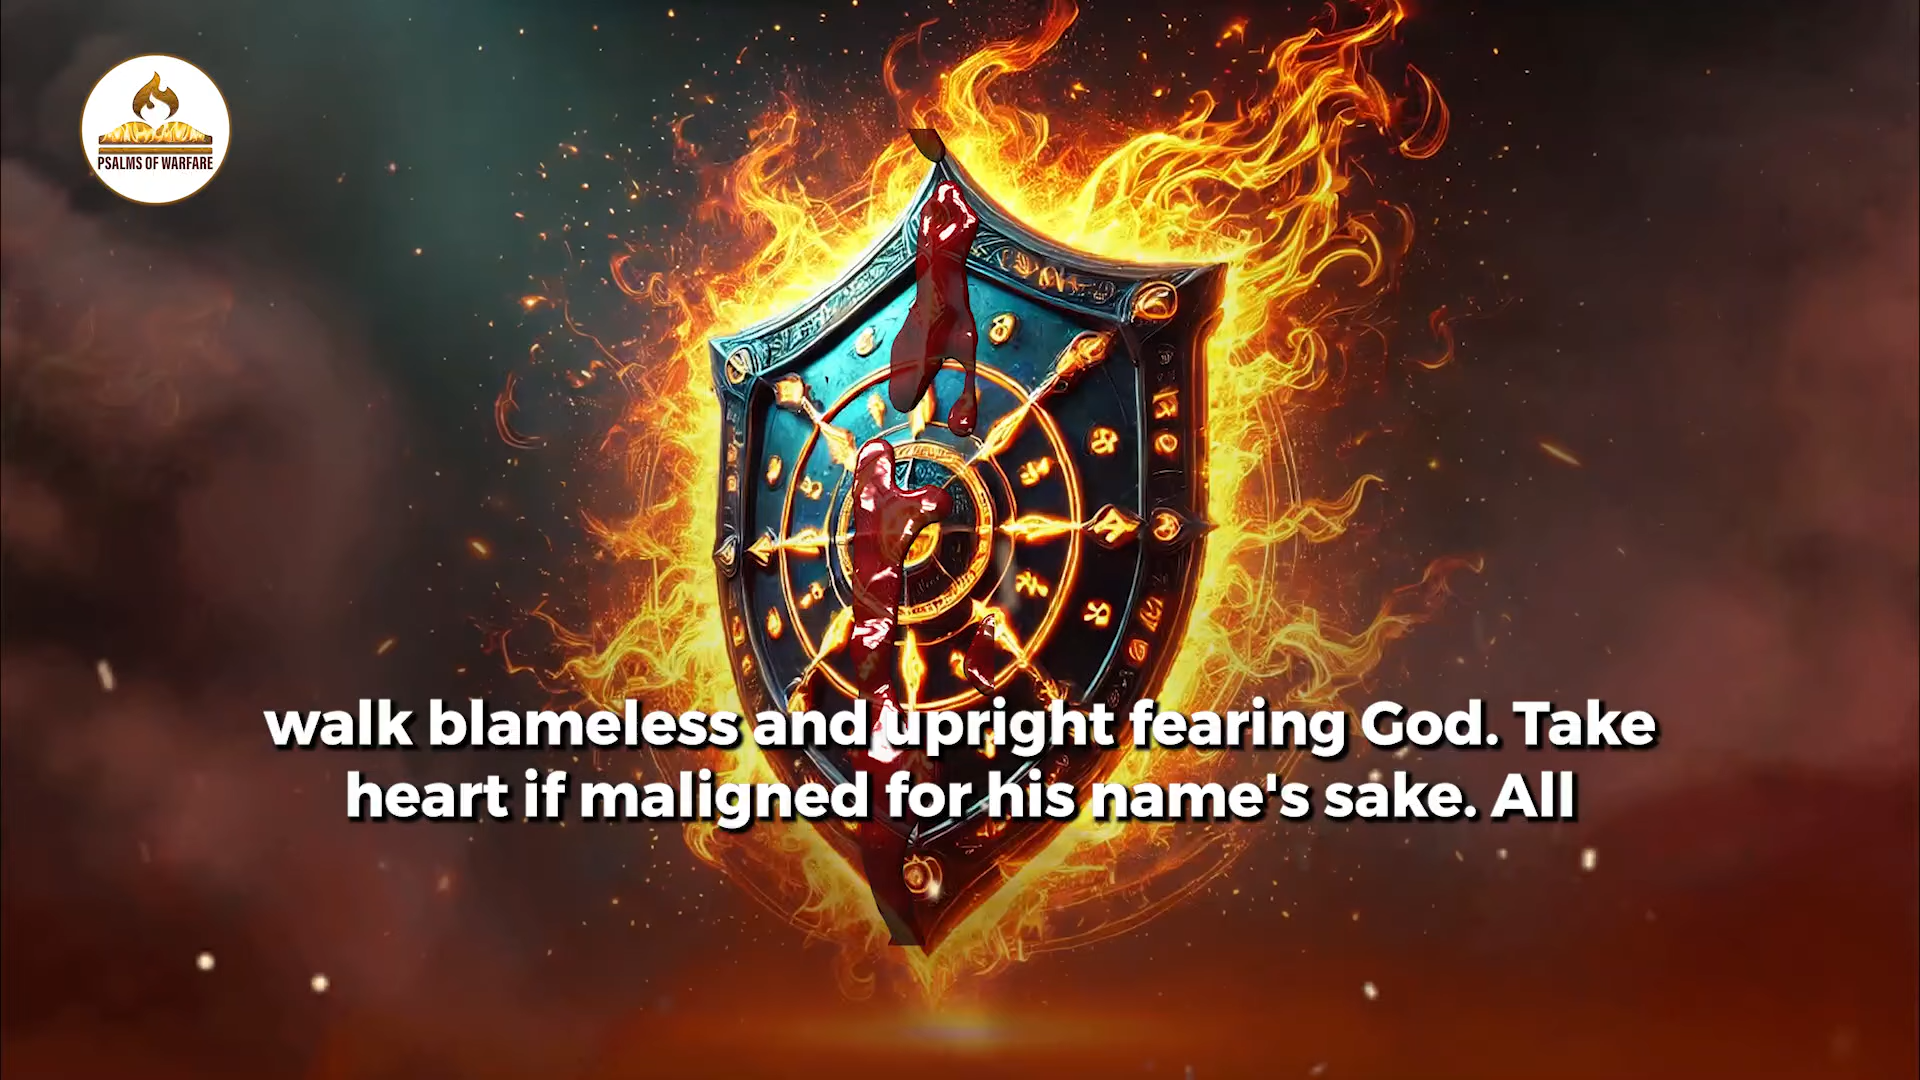 PSALMS OF WARFARE
walk blameless and upright fearing God. Take
heart if maligned for his name's sake. All